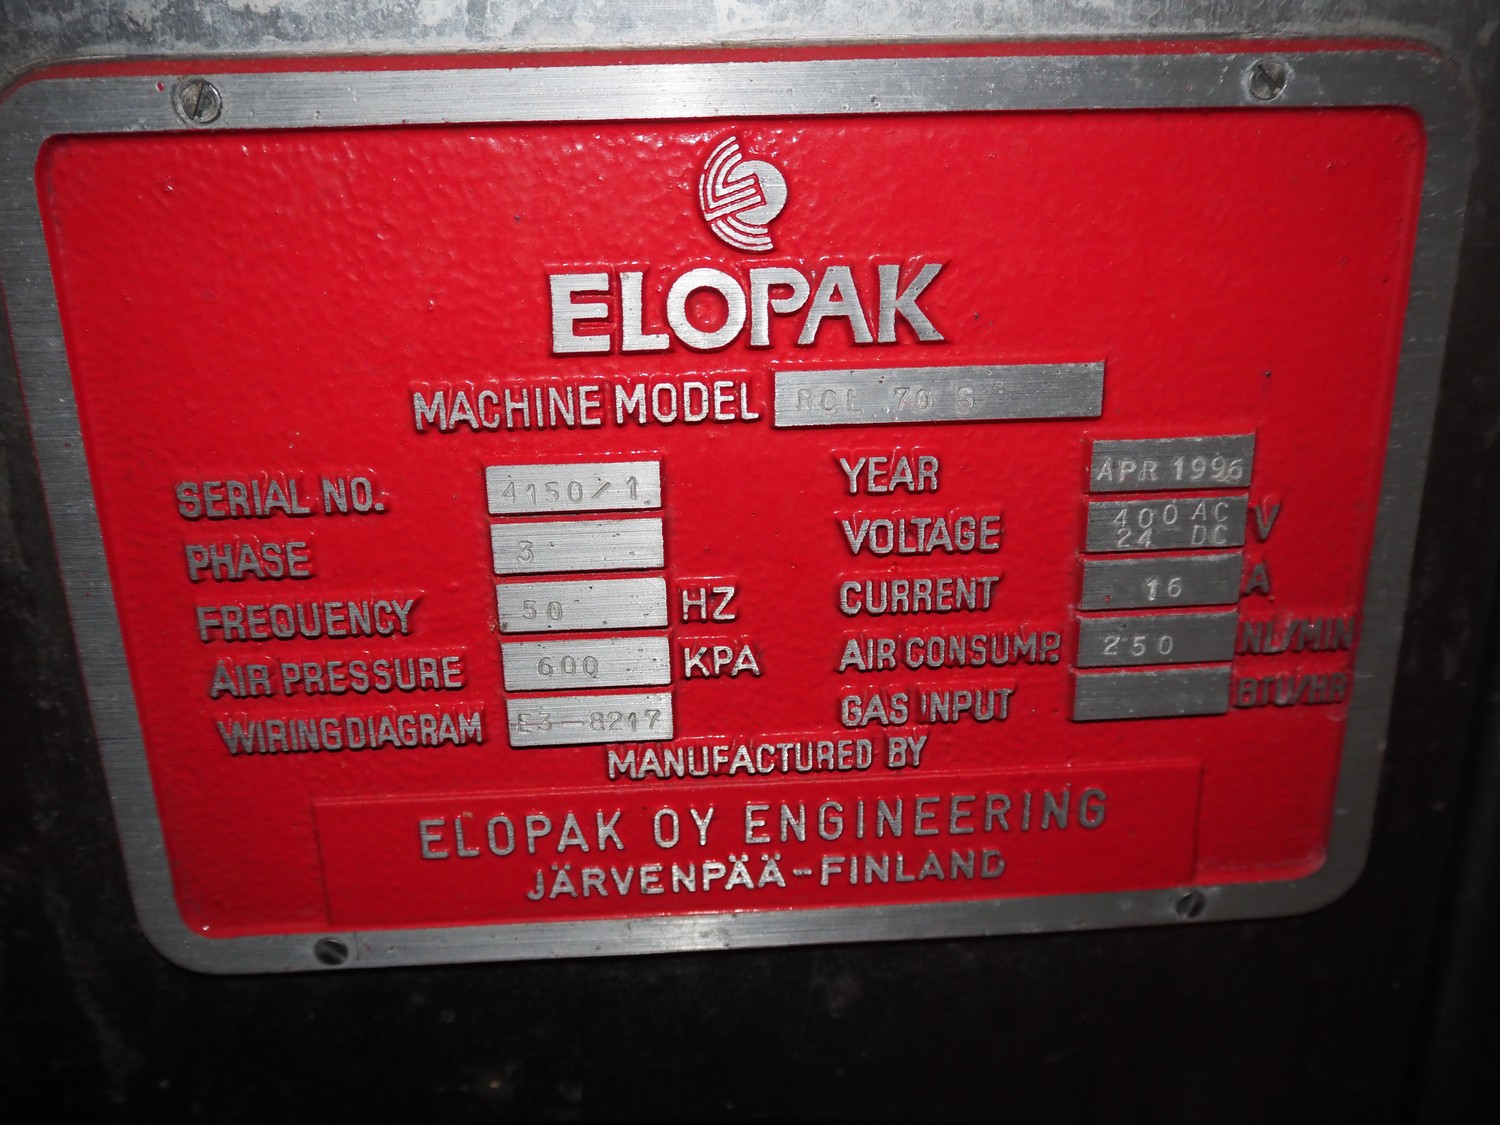 ELOPAK
MACHINE MODEL RCL 70 S
SERIAL NO. 4150/1
PHASE 3
FREQUENCY 50 HZ
AIR PRESSURE 600 KPA
WIRING DIAGRAM E3-8217
YEAR APR 1996
VOLTAGE 400 AC V
24 DC
CURRENT 16 A
AIR CONSUMP. 250 NL/MIN
GAS INPUT BTU/HR
MANUFACTURED BY
ELOPAK OY ENGINEERING
JÄRVENPÄÄ-FINLAND